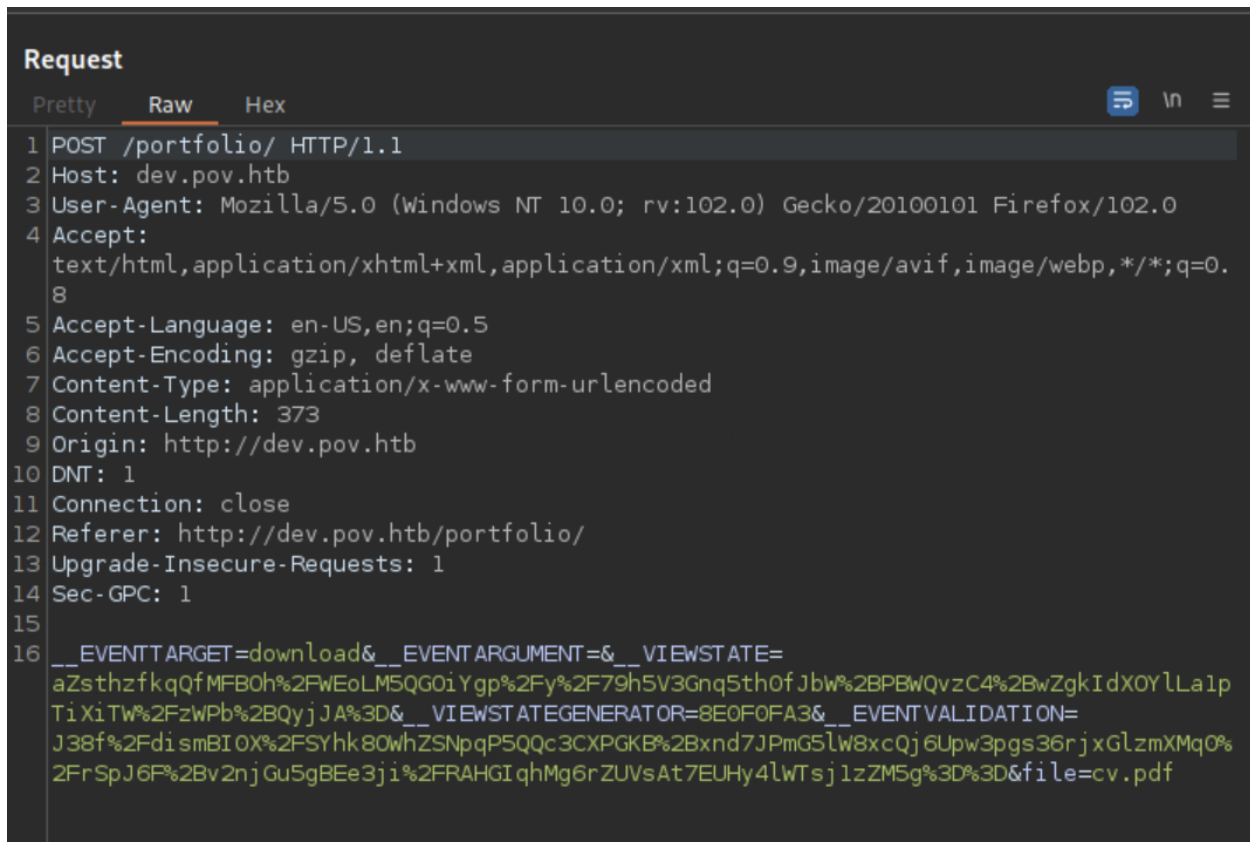 Request
Pretty Raw Hex \n
1 POST /portfolio/ HTTP/1.1
2 Host: dev.pov.htb
3 User-Agent: Mozilla/5.0 (Windows NT 10.0; rv:102.0) Gecko/20100101 Firefox/102.0
4 Accept:
text/html,application/xhtml+xml,application/xml;q=0.9,image/avif,image/webp,*/*;q=0.
8
5 Accept-Language: en-US,en;q=0.5
6 Accept-Encoding: gzip, deflate
7 Content-Type: application/x-www-form-urlencoded
8 Content-Length: 373
9 Origin: http://dev.pov.htb
10 DNT: 1
11 Connection: close
12 Referer: http://dev.pov.htb/portfolio/
13 Upgrade-Insecure-Requests: 1
14 Sec-GPC: 1
15
16 __EVENTTARGET=download&__EVENTARGUMENT=&__VIEWSTATE=
aZsthzfkqQfMFBOh%2FWEoLM5QGOiYgp%2Fy%2F79h5V3Gnq5th0fJbW%2BPBWQvzC4%2BwZgkIdXOYlLa1p
TiXiTW%2FzWPb%2BQyjJA%3D&__VIEWSTATEGENERATOR=8E0F0FA3&__EVENTVALIDATION=
J38f%2FdismBI0X%2FSYhk8OWhZSNpqP5QQc3CXPGKB%2Bxnd7JPmG5lW8xcQj6Upw3pgs36rjxGlzmXMqO%
2FrSpJ6F%2Bv2njGu5gBEe3ji%2FRAHGIqhMg6rZUVsAt7EUHy4lWTsj1zZM5g%3D%3D&file=cv.pdf